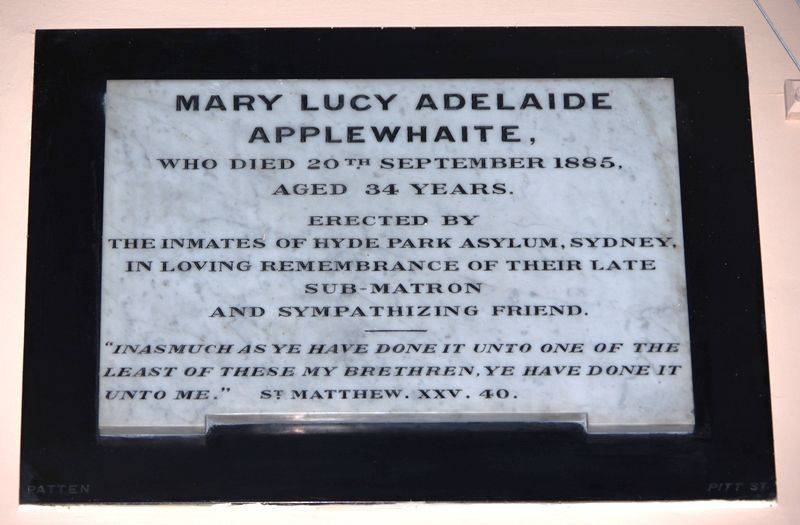 MARY LUCY ADELAIDE
APPLEWHAITE,
WHO DIED 20TH SEPTEMBER 1885,
AGED 34 YEARS.
ERECTED BY
THE INMATES OF HYDE PARK ASYLUM, SYDNEY,
IN LOVING REMEMBRANCE OF THEIR LATE
SUB-MATRON
AND SYMPATHIZING FRIEND.
"INASMUCH AS YE HAVE DONE IT UNTO ONE OF THE
LEAST OF THESE MY BRETHREN, YE HAVE DONE IT
UNTO ME." ST MATTHEW. XXV. 40.
PATTEN PITT ST.